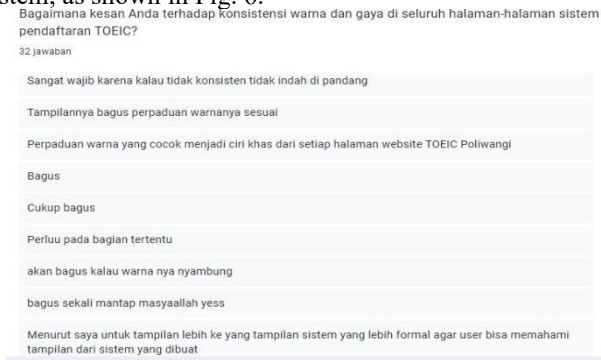 stem, as shown in Fig. 6.
Bagaimana kesan Anda terhadap konsistensi warna dan gaya di seluruh halaman-halaman sistem
pendaftaran TOEIC?
32 jawaban
Sangat wajib karena kalau tidak konsisten tidak indah di pandang
Tampilannya bagus perpaduan warnanya sesuai
Perpaduan warna yang cocok menjadi ciri khas dari setiap halaman website TOEIC Poliwangi
Bagus
Cukup bagus
Perluu pada bagian tertentu
akan bagus kalau warna nya nyambung
bagus sekali mantap masyaallah yess
Menurut saya untuk tampilan lebih ke yang tampilan sistem yang lebih formal agar user bisa memahami
tampilan dari sistem yang dibuat